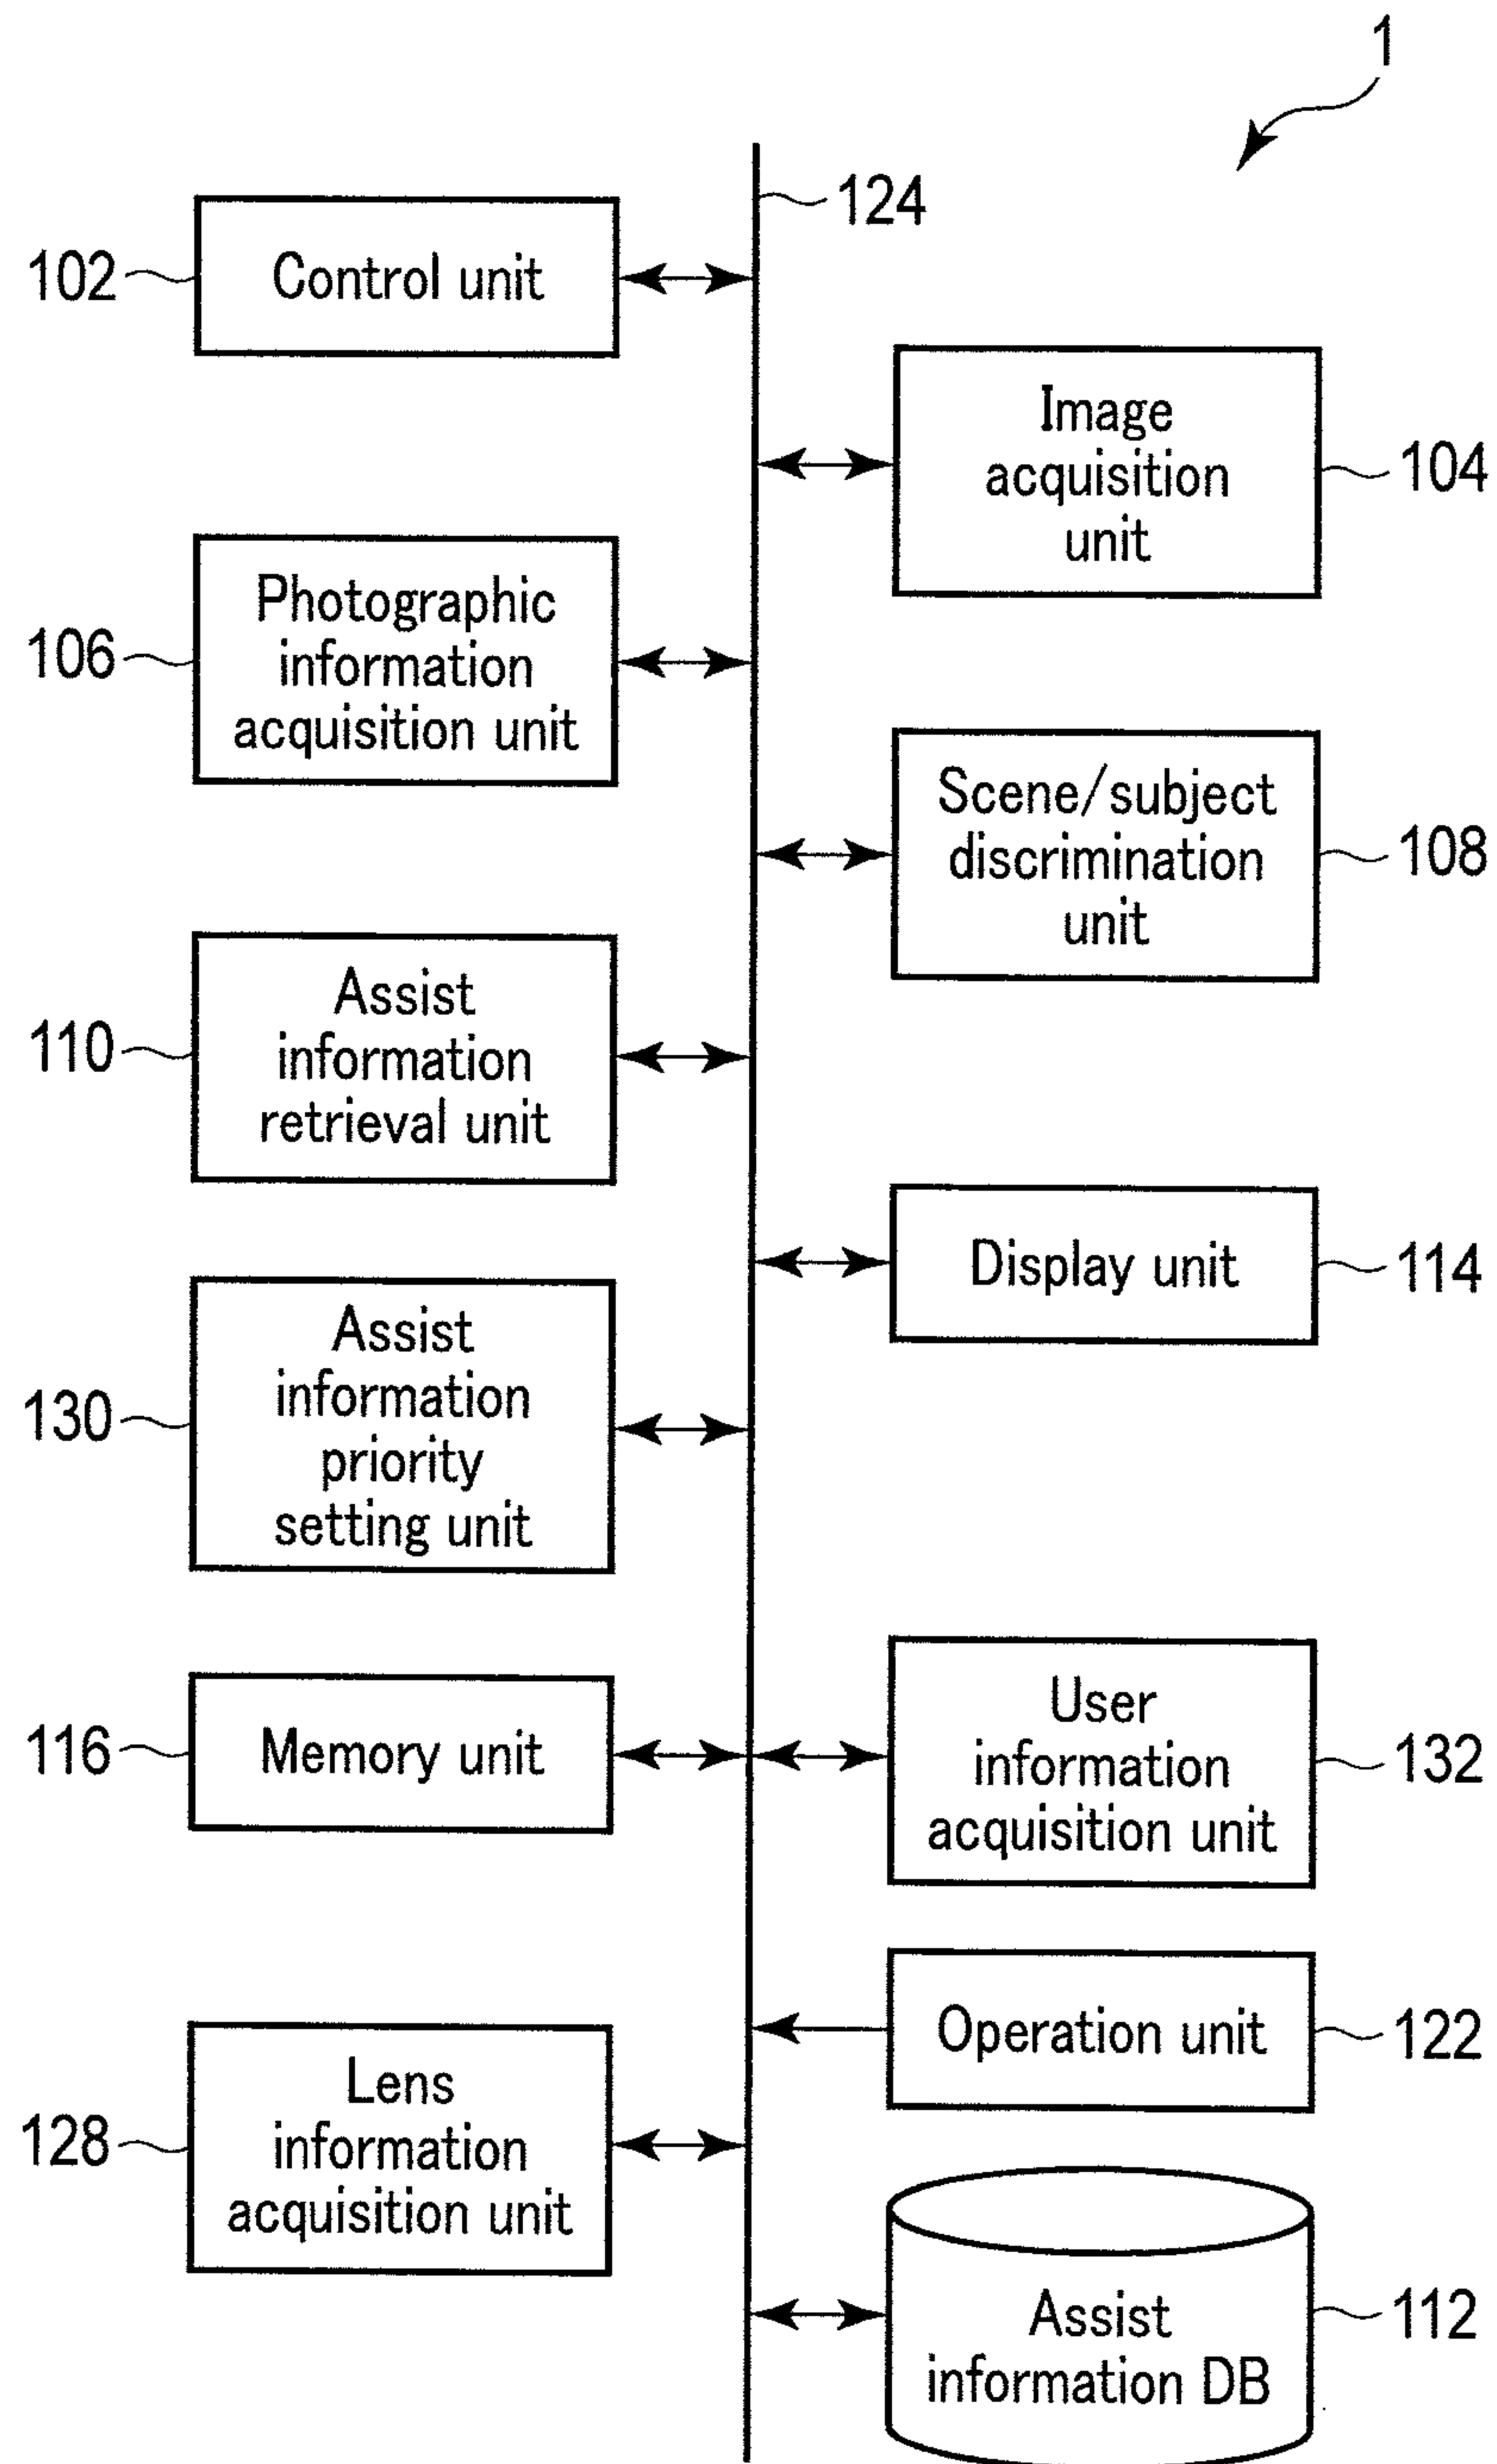 1
124
102
Control unit
Image
acquisition
unit
104
106
Photographic
information
acquisition unit
Scene/subject
discrimination
unit
108
110
Assist
information
retrieval unit
Display unit
114
130
Assist
information
priority
setting unit
116
Memory unit
User
information
acquisition unit
132
Operation unit
122
128
Lens
information
acquisition unit
Assist
information DB
112